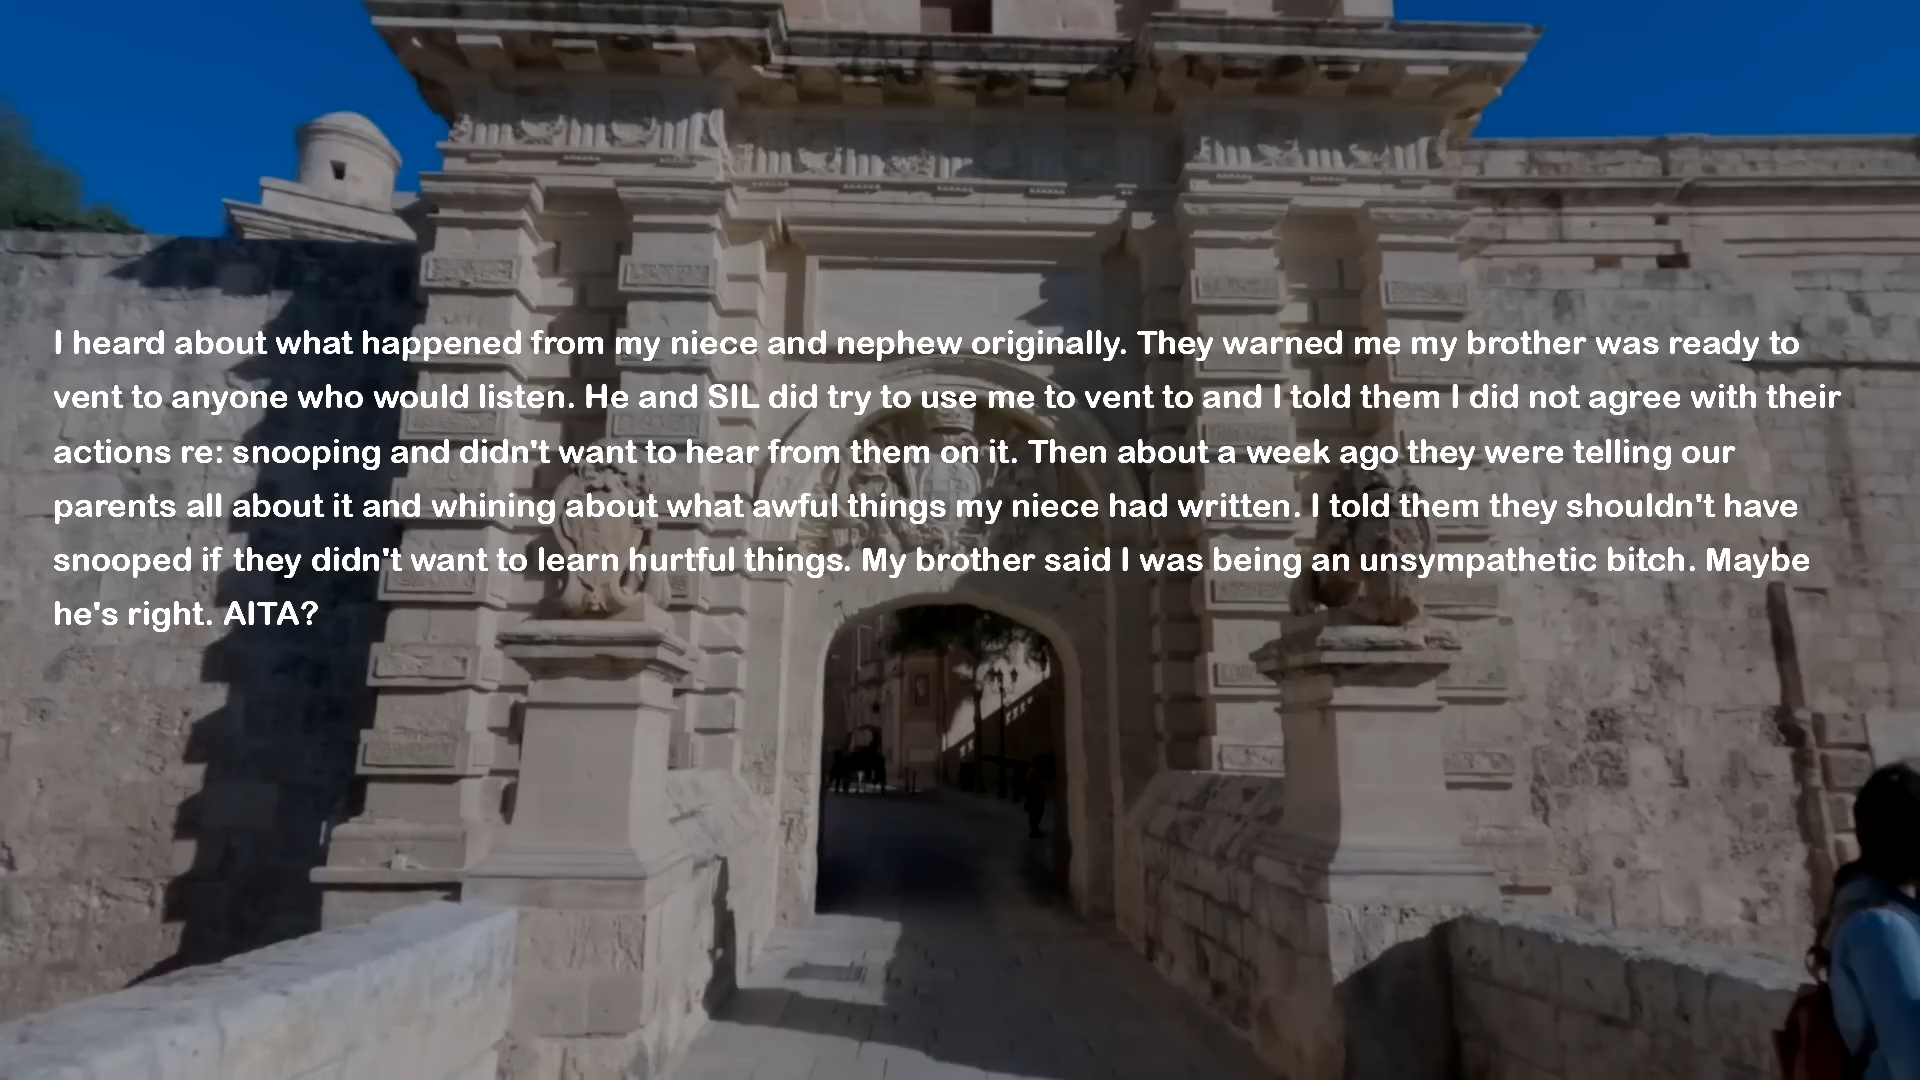 I heard about what happened from my niece and nephew originally. They warned me my brother was ready to
vent to anyone who would listen. He and SIL did try to use me to vent to and I told them I did not agree with their
actions re: snooping and didn't want to hear from them on it. Then about a week ago they were telling our
parents all about it and whining about what awful things my niece had written. I told them they shouldn't have
snooped if they didn't want to learn hurtful things. My brother said I was being an unsympathetic bitch. Maybe
he's right. AITA?